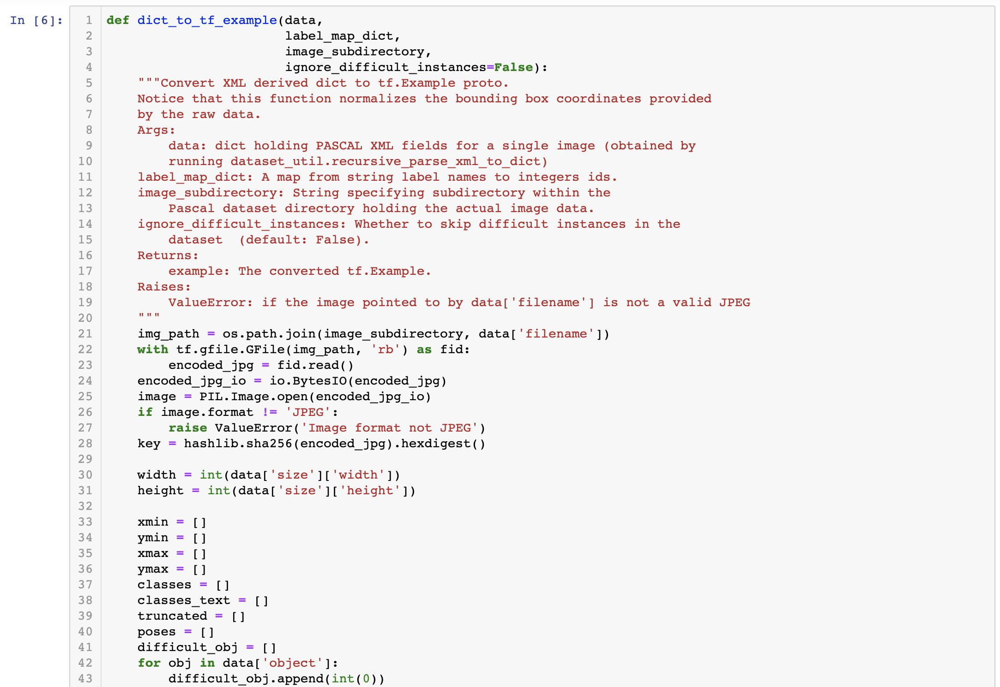 In [6]:
1 def dict_to_tf_example(data,
2                        label_map_dict,
3                        image_subdirectory,
4                        ignore_difficult_instances=False):
5     """Convert XML derived dict to tf.Example proto.
6     Notice that this function normalizes the bounding box coordinates provided
7     by the raw data.
8     Args:
9         data: dict holding PASCAL XML fields for a single image (obtained by
10         running dataset_util.recursive_parse_xml_to_dict)
11     label_map_dict: A map from string label names to integers ids.
12     image_subdirectory: String specifying subdirectory within the
13         Pascal dataset directory holding the actual image data.
14     ignore_difficult_instances: Whether to skip difficult instances in the
15         dataset  (default: False).
16     Returns:
17         example: The converted tf.Example.
18     Raises:
19         ValueError: if the image pointed to by data['filename'] is not a valid JPEG
20     """
21     img_path = os.path.join(image_subdirectory, data['filename'])
22     with tf.gfile.GFile(img_path, 'rb') as fid:
23         encoded_jpg = fid.read()
24     encoded_jpg_io = io.BytesIO(encoded_jpg)
25     image = PIL.Image.open(encoded_jpg_io)
26     if image.format != 'JPEG':
27         raise ValueError('Image format not JPEG')
28     key = hashlib.sha256(encoded_jpg).hexdigest()
29
30     width = int(data['size']['width'])
31     height = int(data['size']['height'])
32
33     xmin = []
34     ymin = []
35     xmax = []
36     ymax = []
37     classes = []
38     classes_text = []
39     truncated = []
40     poses = []
41     difficult_obj = []
42     for obj in data['object']:
43         difficult_obj.append(int(0))